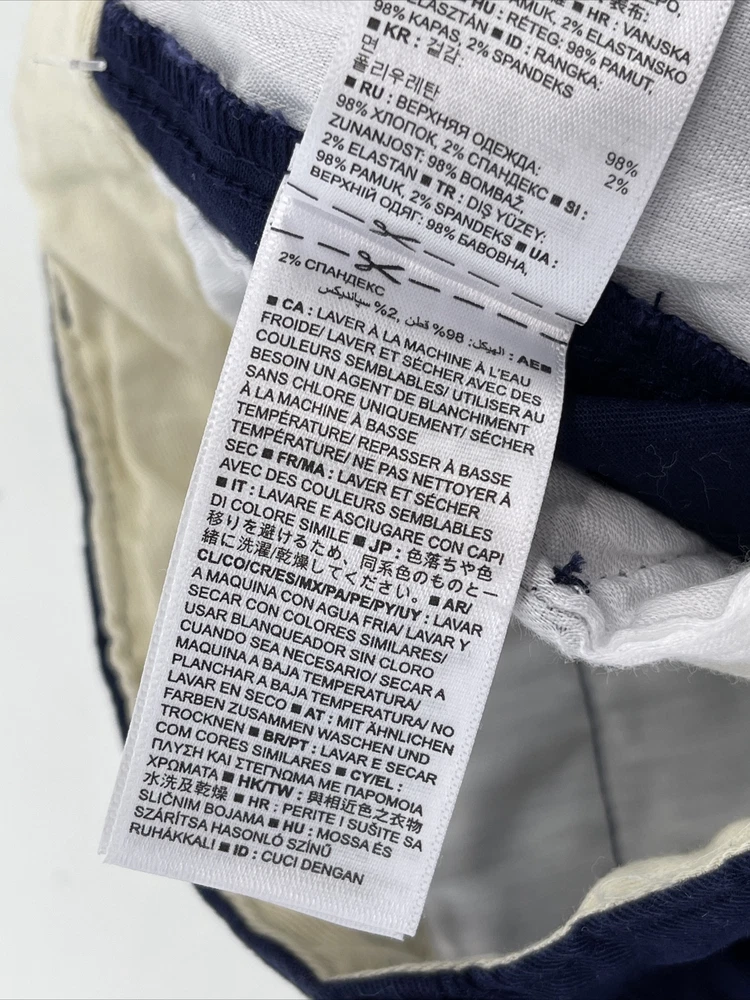 PAMUK, 2% ELASTANSKO
ELASZTÁN ■ HU : RÉTEG: 98% PAMUT,
98% KAPAS, 2% SPANDEKS
■ HR : VANJSKA
■ ID : RANGKA:
■ KR : 겉감:
면
폴리우레탄
98%
2%
■ RU : ВЕРХНЯЯ ОДЕЖДА:
98% ХЛОПОК, 2% СПАНДЕКС ■ SI :
ZUNANJOST: 98% BOMBAŽ,
2% ELASTAN ■ TR : DIŞ YÜZEY:
98% PAMUK, 2% SPANDEKS ■ UA :
ВЕРХНІЙ ОДЯГ: 98% БАВОВНА,
2% СПАНДЕКС
■AE : الهيكل: 98% قطن ,2% سبانديكس
■ CA : LAVER À LA MACHINE À L'EAU
FROIDE/ LAVER ET SÉCHER AVEC DES
COULEURS SEMBLABLES/ UTILISER AU
BESOIN UN AGENT DE BLANCHIMENT
SANS CHLORE UNIQUEMENT/ SÉCHER
À LA MACHINE À BASSE
TEMPÉRATURE/ REPASSER À BASSE
TEMPÉRATURE/ NE PAS NETTOYER À
SEC ■ FR/MA : LAVER ET SÉCHER
AVEC DES COULEURS SEMBLABLES
■ IT : LAVARE E ASCIUGARE CON CAPI
DI COLORE SIMILE ■ JP : 色落ちや色
移りを避けるため、同系色のものと一
緒に洗濯/乾燥してください。 ■ AR/
CL/CO/CR/ES/MX/PA/PE/PY/UY : LAVAR
A MAQUINA CON AGUA FRIA/ LAVAR Y
SECAR CON COLORES SIMILARES/
USAR BLANQUEADOR SIN CLORO
CUANDO SEA NECESARIO/ SECAR A
MAQUINA A BAJA TEMPERATURA/
PLANCHAR A BAJA TEMPERATURA/ NO
LAVAR EN SECO ■ AT : MIT ÄHNLICHEN
FARBEN ZUSAMMEN WASCHEN UND
TROCKNEN ■ BR/PT : LAVAR E SECAR
COM CORES SIMILARES ■ CY/EL :
ΠΛΥΣΗ ΚΑΙ ΣΤΕΓΝΩΜΑ ΜΕ ΠΑΡΟΜΟΙΑ
ΧΡΩΜΑΤΑ ■ HK/TW : 與相近色之衣物
水洗及乾燥 ■ HR : PERITE I SUŠITE SA
SLIČNIM BOJAMA ■ HU : MOSSA ÉS
SZÁRÍTSA HASONLÓ SZÍNŰ
RUHÁKKAL! ■ ID : CUCI DENGAN